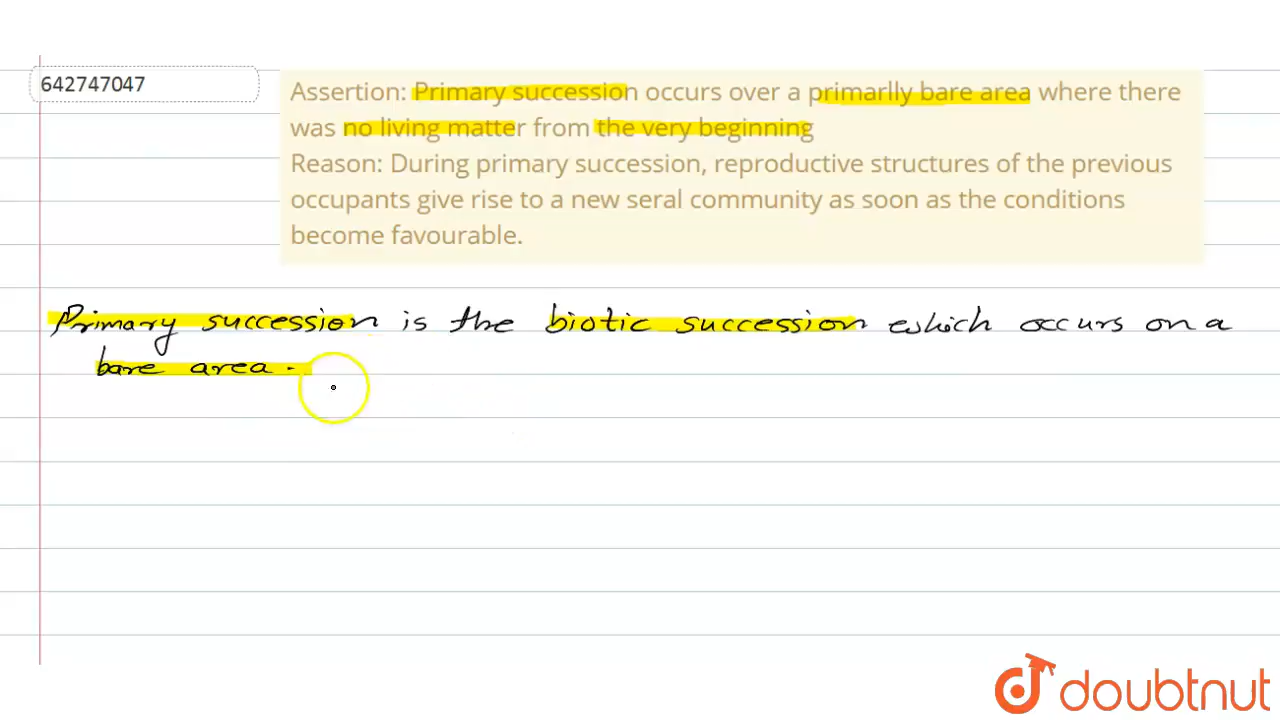 642747047
Assertion: Primary succession occurs over a primarlly bare area where there
was no living matter from the very beginning
Reason: During primary succession, reproductive structures of the previous
occupants give rise to a new seral community as soon as the conditions
become favourable.
Primary succession is the biotic succession which occurs on a
bare area.
doubtnut